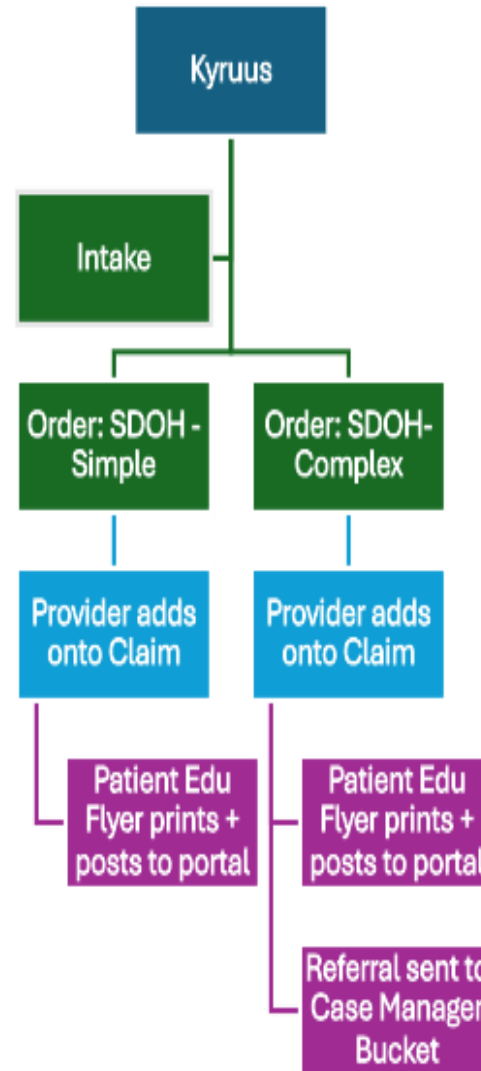 Kyruus
Intake
Order: SDOH -
Simple
Order: SDOH-
Complex
Provider adds
onto Claim
Provider adds
onto Claim
Patient Edu
Flyer prints +
posts to portal
Patient Edu
Flyer prints +
posts to portal
Referral sent to
Case Manager
Bucket